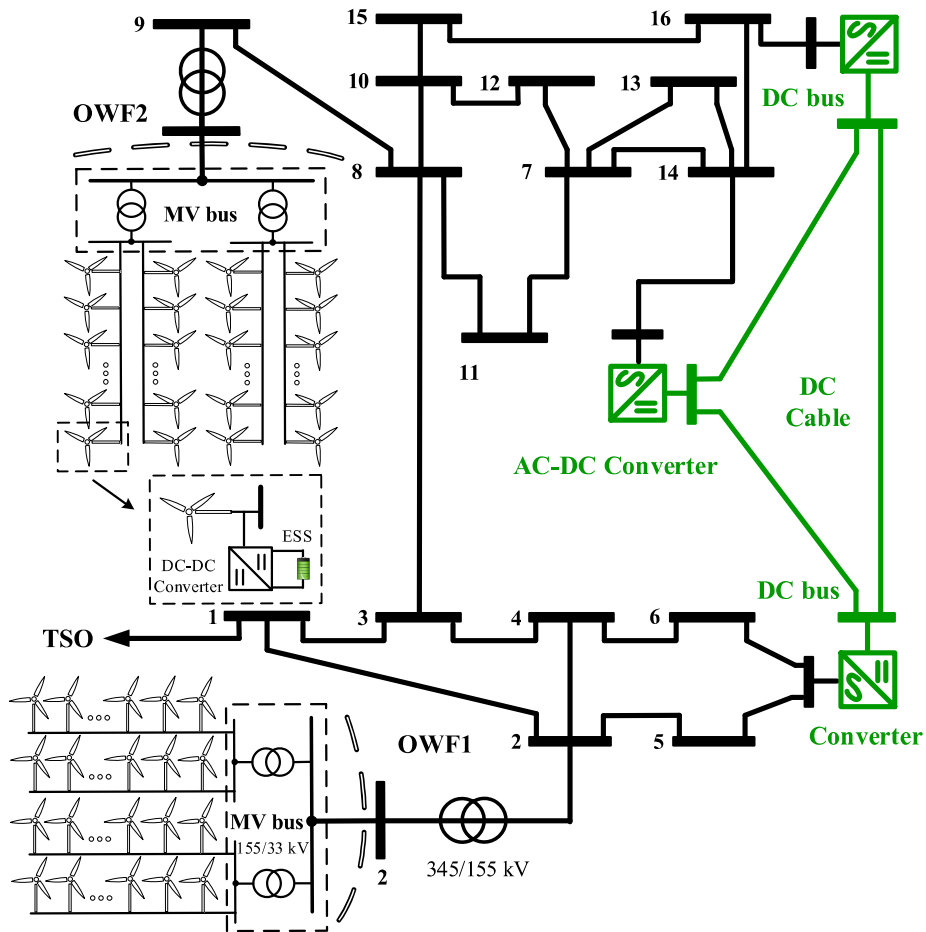 9
15
16
10
12
13
DC bus
OWF2
8
7
14
MV bus
11
DC
Cable
AC-DC Converter
ESS
DC-DC
Converter
DC bus
1
3
4
6
TSO
OWF1
2
5
Converter
MV bus
155/33 kV
2
345/155 kV